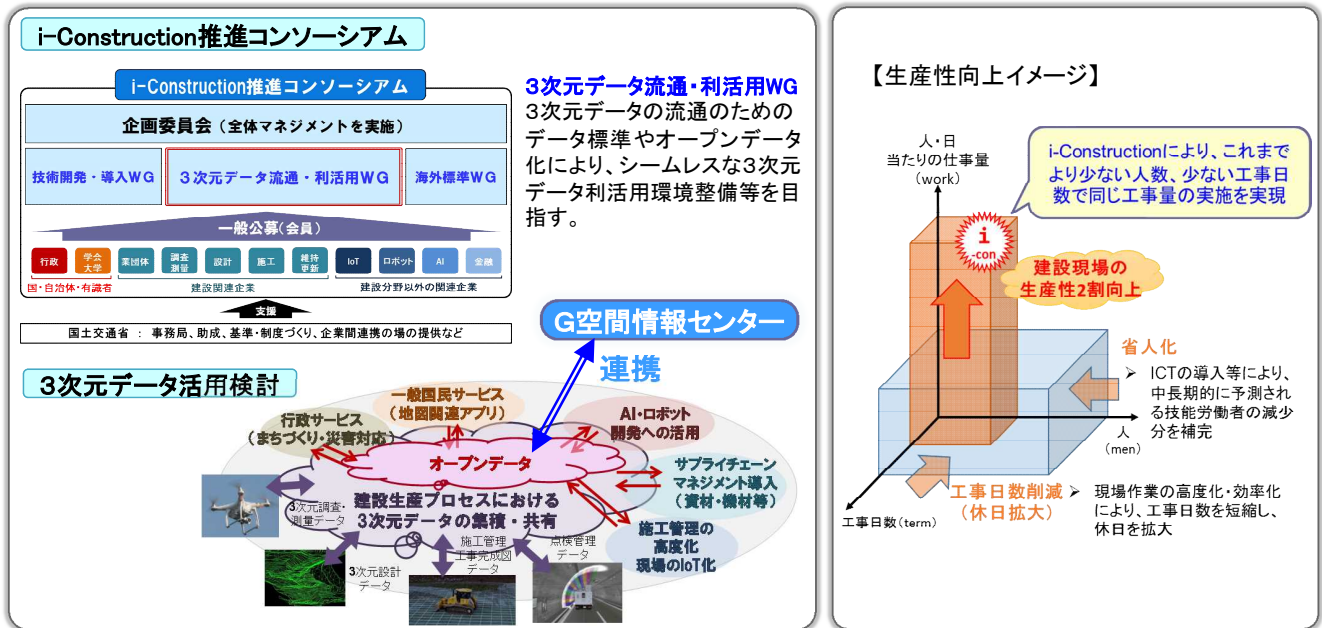 i-Construction推進コンソーシアム
i-Construction推進コンソーシアム
企画委員会(全体マネジメントを実施)
技術開発・導入WG
3次元データ流通・利活用WG
海外標準WG
一般公募(会員)
行政
学会
大学
業団体
調査
測量
設計
施工
維持
更新
IoT
ロボット
AI
金融
国・自治体・有識者
建設関連企業
建設分野以外の関連企業
支援
国土交通省 : 事務局、助成、基準・制度づくり、企業間連携の場の提供など
3次元データ流通・利活用WG
3次元データの流通のための
データ標準やオープンデータ
化により、シームレスな3次元
データ利活用環境整備等を目
指す。
G空間情報センター
連携
3次元データ活用検討
一般国民サービス
(地図関連アプリ)
行政サービス
(まちづくり・災害対応)
AI・ロボット
開発への活用
オープンデータ
サプライチェーン
マネジメント導入
(資材・機材等)
建設生産プロセスにおける
3次元データの集積・共有
3次元調査・
測量データ
施工管理の
高度化
現場のIoT化
3次元設計
データ
施工管理
工事完成図
データ
点検管理
データ
【生産性向上イメージ】
人・日
当たりの仕事量
(work)
i-Constructionにより、これまで
より少ない人数、少ない工事日
数で同じ工事量の実施を実現
i
-con
建設現場の
生産性2割向上
省人化
➢ ICTの導入等により、
中長期的に予測され
る技能労働者の減少
分を補完
人
(men)
工事日数削減
(休日拡大)
➢ 現場作業の高度化・効率化
により、工事日数を短縮し、
休日を拡大
工事日数(term)